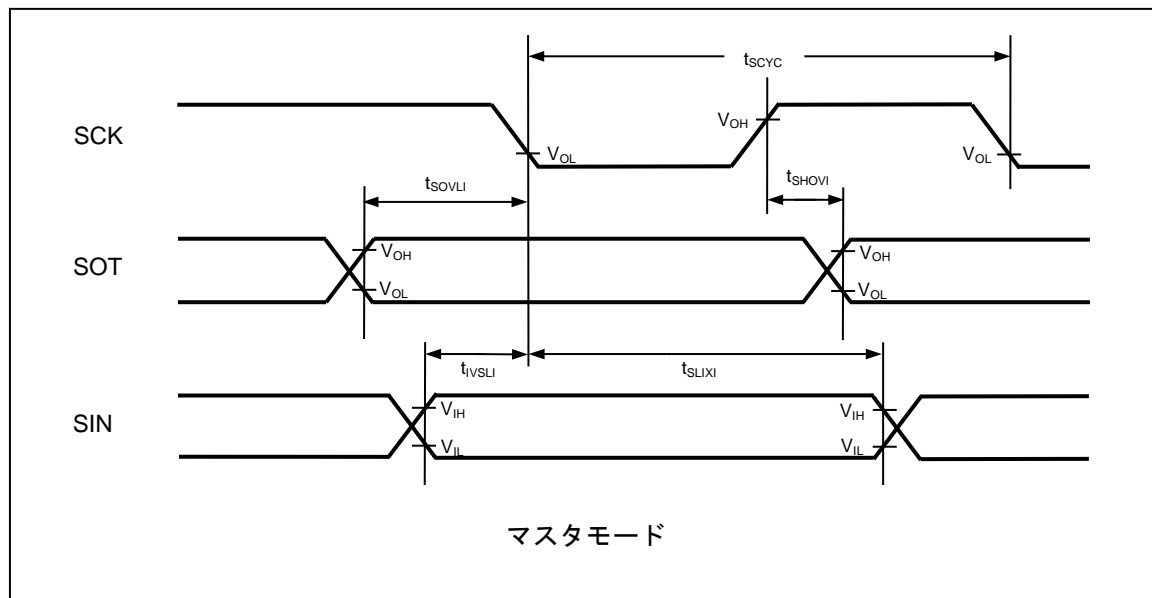 tSCYC
SCK
VOH
VOL
VOL
tSOVLI
tSHOVI
SOT
VOH
VOH
VOL
VOL
tIVSLI
tSLIXI
SIN
VIH
VIH
VIL
VIL
マスタモード